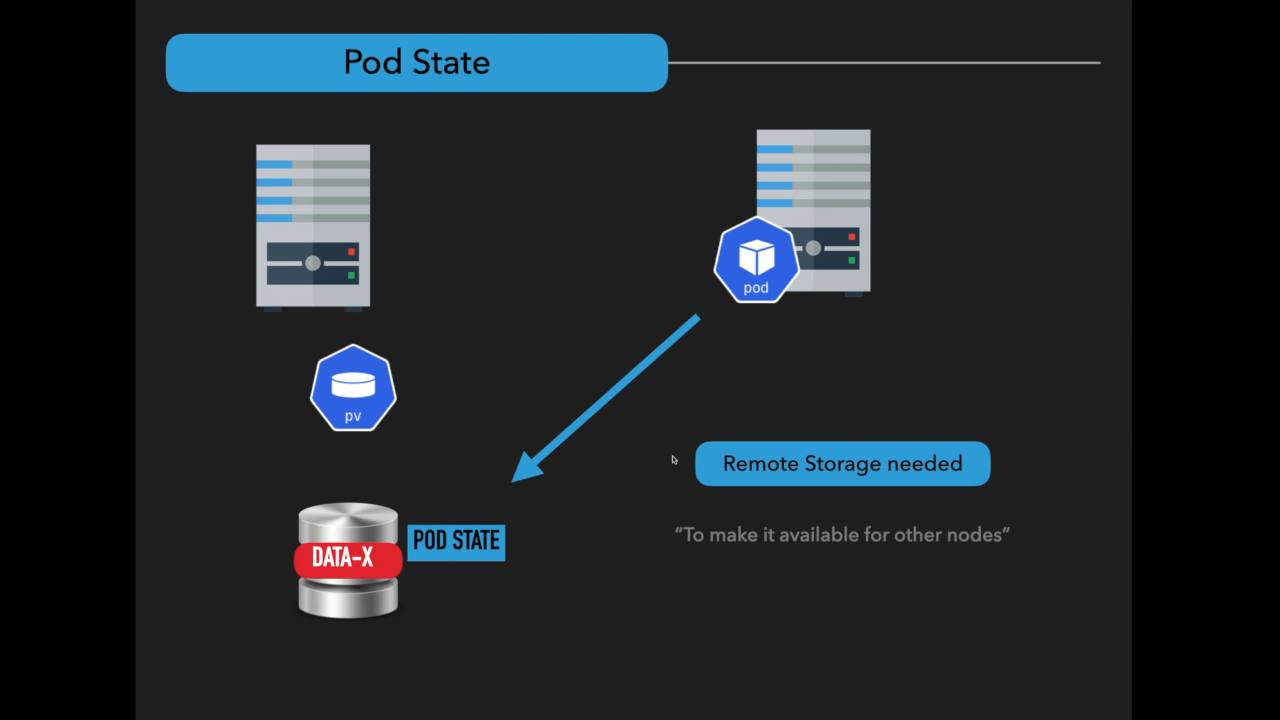 Pod State
pod
pv
Remote Storage needed
“To make it available for other nodes”
DATA-X
POD STATE